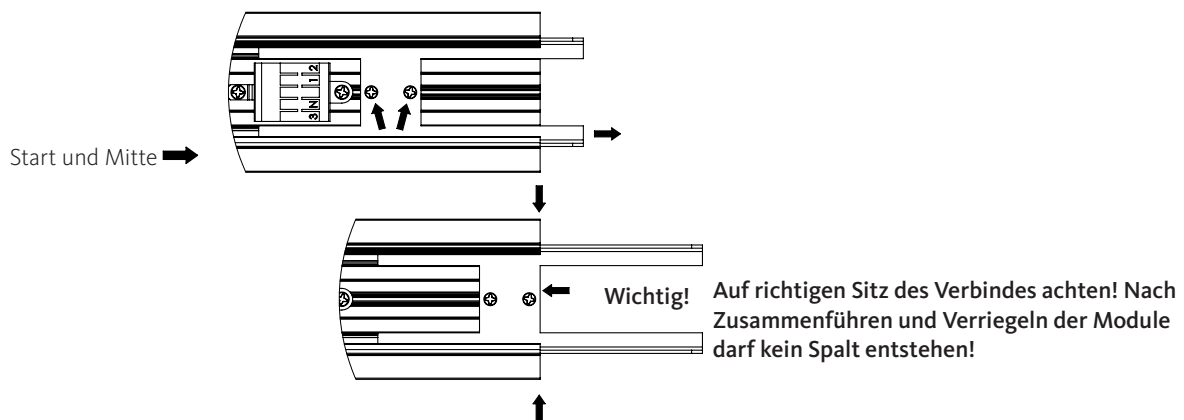 2
1
N
3
Start und Mitte
Wichtig!
Auf richtigen Sitz des Verbindes achten! Nach
Zusammenführen und Verriegeln der Module
darf kein Spalt entstehen!